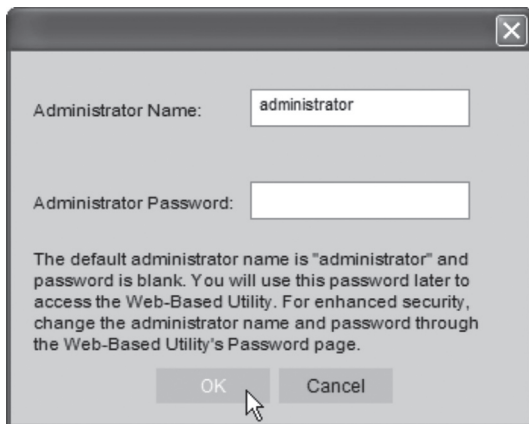 Administrator Name: administrator
Administrator Password:
The default administrator name is "administrator" and
password is blank. You will use this password later to
access the Web-Based Utility. For enhanced security,
change the administrator name and password through
the Web-Based Utility's Password page.
OK Cancel